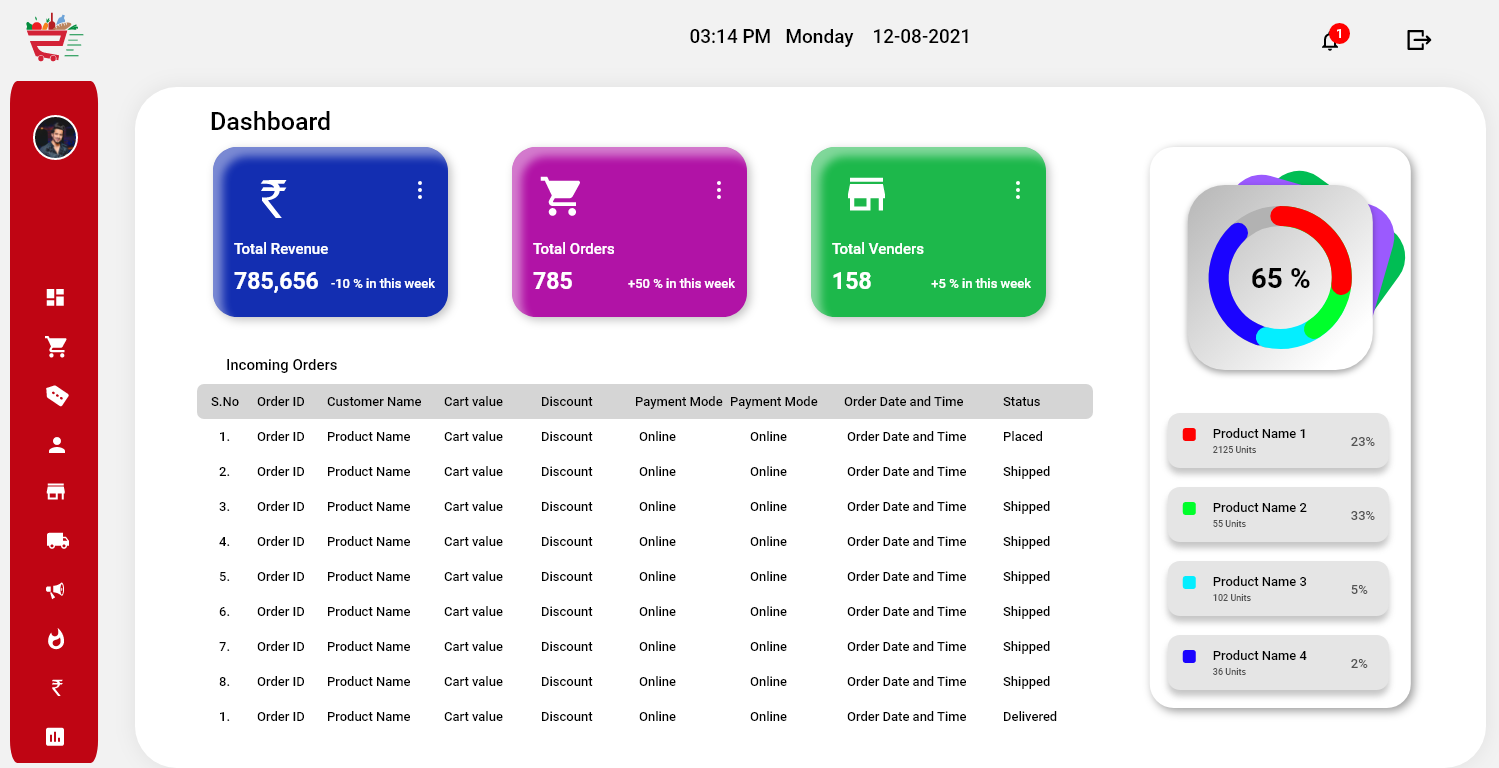 03:14 PM Monday 12-08-2021
1
Dashboard
₹
Total Revenue
785,656 -10 % in this week
Total Orders
785 +50 % in this week
Total Venders
158 +5 % in this week
65 %
Incoming Orders
S.No Order ID Customer Name Cart value Discount Payment Mode Payment Mode Order Date and Time Status
1. Order ID Product Name Cart value Discount Online Online Order Date and Time Placed
2. Order ID Product Name Cart value Discount Online Online Order Date and Time Shipped
3. Order ID Product Name Cart value Discount Online Online Order Date and Time Shipped
4. Order ID Product Name Cart value Discount Online Online Order Date and Time Shipped
5. Order ID Product Name Cart value Discount Online Online Order Date and Time Shipped
6. Order ID Product Name Cart value Discount Online Online Order Date and Time Shipped
7. Order ID Product Name Cart value Discount Online Online Order Date and Time Shipped
8. Order ID Product Name Cart value Discount Online Online Order Date and Time Shipped
1. Order ID Product Name Cart value Discount Online Online Order Date and Time Delivered
Product Name 1 23%
2125 Units
Product Name 2 33%
55 Units
Product Name 3 5%
102 Units
Product Name 4 2%
36 Units
₹